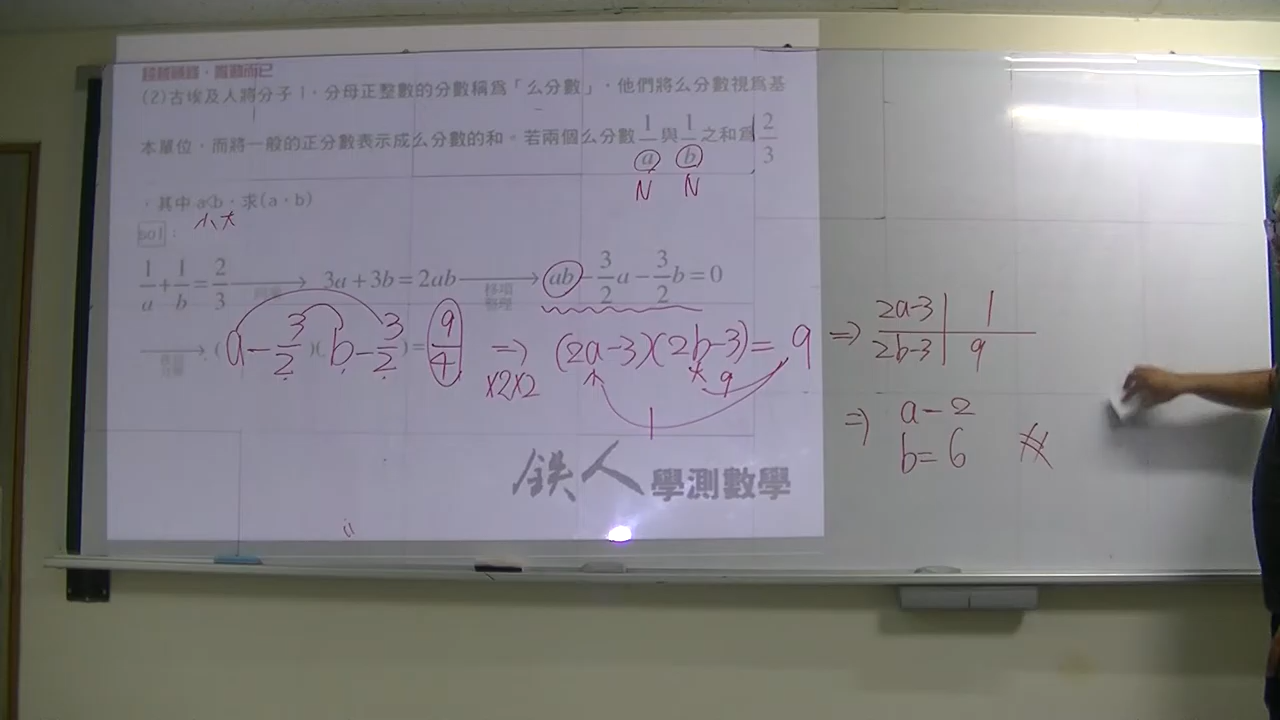 (2)古埃及人將分子1,分母正整數的分數稱為「么分數」,他們將么分數視為基
本單位,而將一般的正分數表示成么分數的和。若兩個么分數 1/a 與 1/b 之和為 2/3
N N
,其中 a<b,求(a,b)
小 大
sol:
1/a + 1/b = 2/3 → 3a+3b=2ab 移項 整理 → ab - 3/2 a - 3/2 b = 0
→ (a - 3/2)(b - 3/2) = 9/4 ⇒ ×2×2 (2a-3)(2b-3) = 9 ⇒ 2a-3 | 1
2b-3 | 9
9
1
⇒ a-2
b=6
鉄人 學測數學